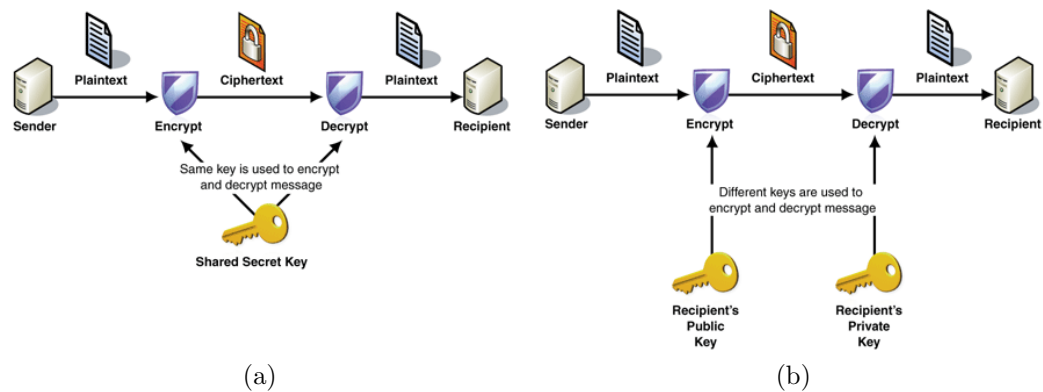 Plaintext
Ciphertext
Plaintext
Sender
Encrypt
Decrypt
Recipient
Same key is used to encrypt
and decrypt message
Shared Secret Key
(a)
Plaintext
Ciphertext
Plaintext
Sender
Encrypt
Decrypt
Recipient
Different keys are used to
encrypt and decrypt message
Recipient's
Public
Key
Recipient's
Private
Key
(b)